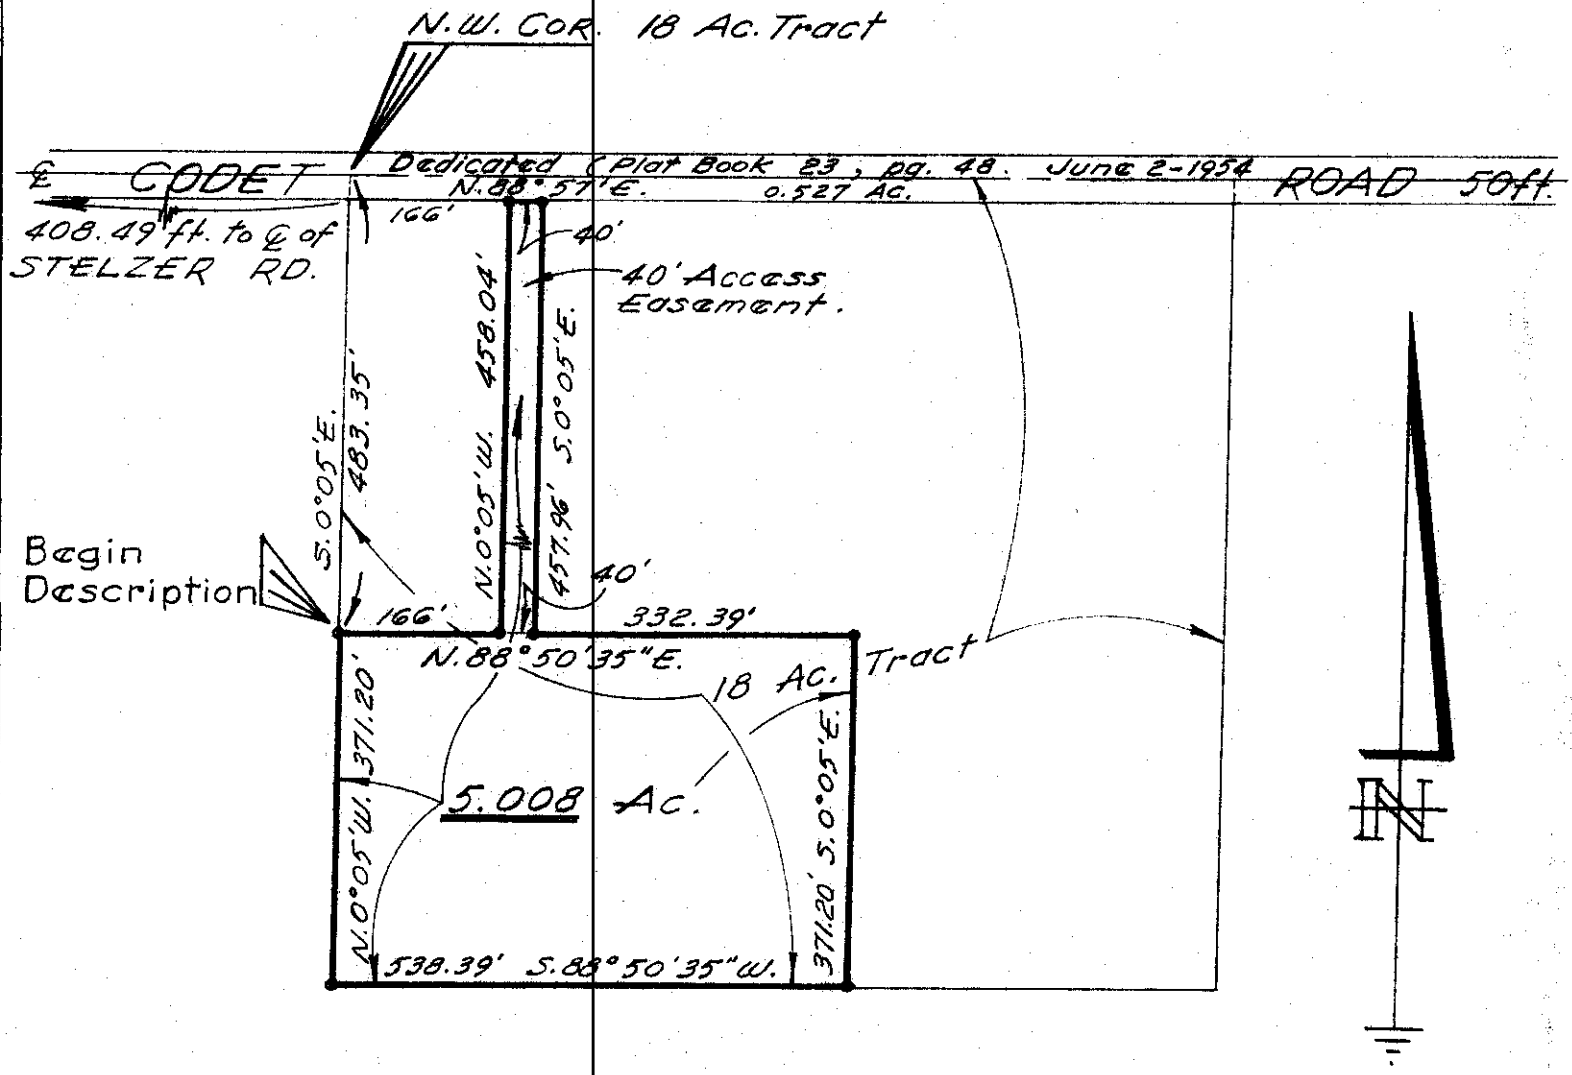 N.W. COR. 18 Ac. Tract
℄ CODET ROAD 50ft.
Dedicated (Plat Book 23, pg. 48. June 2-1954
N.88°57'E. 0.527 AC.
166'
40'
408.49 ft. to ℄ of
STELZER RD.
40' Access
Easement.
S.0°05'E.
483.35'
N.0°05'W. 458.04'
457.96' S.0°05'E.
Begin
Description
40'
166'
332.39'
N.88°50'35"E.
18 Ac. Tract
N.0°05'W. 371.20'
5.008 Ac.
371.20' S.0°05'E.
538.39' S.88°50'35"W.
N